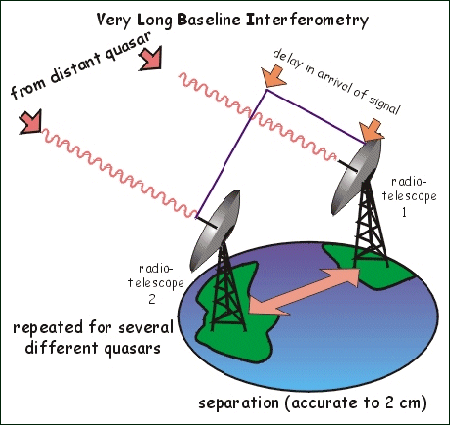 Very Long Baseline Interferometry
from distant quasar
delay in arrival of signal
radio-
telescope
1
radio-
telescope
2
repeated for several
different quasars
separation (accurate to 2 cm)